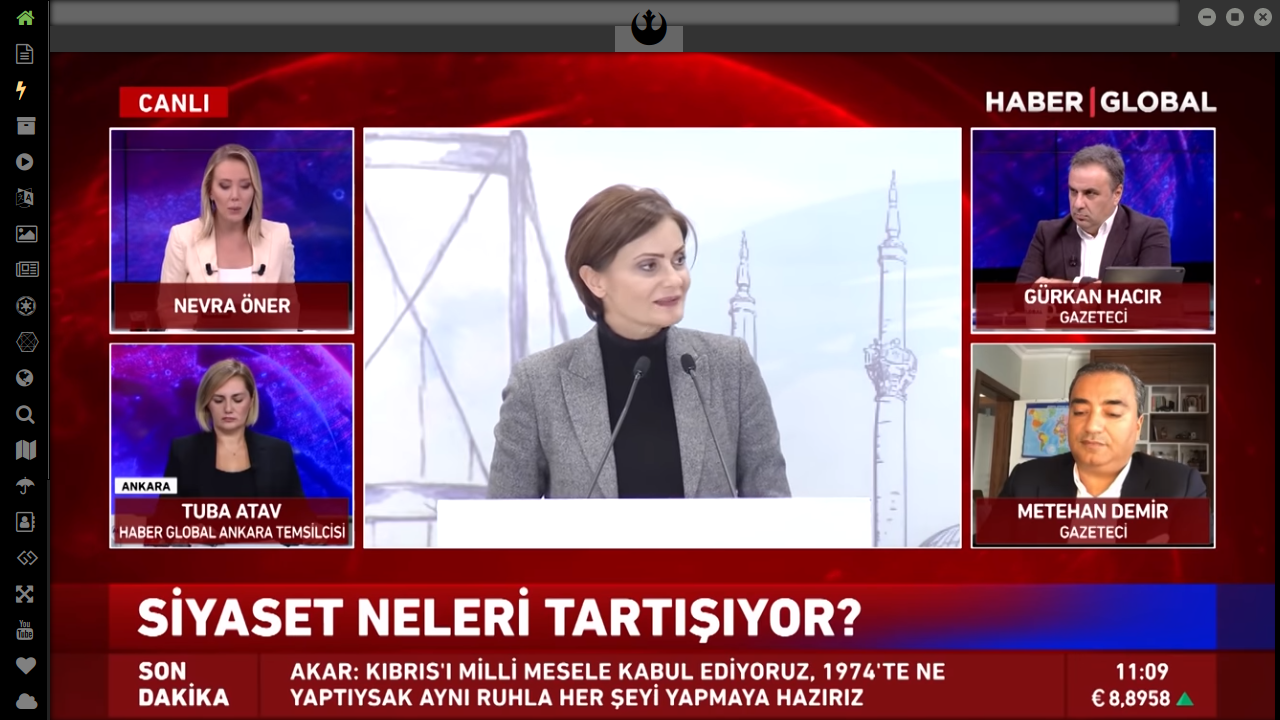 CANLI
HABER | GLOBAL
NEVRA ÖNER
GÜRKAN HACIR
GAZETECİ
ANKARA
TUBA ATAV
HABER GLOBAL ANKARA TEMSİLCİSİ
METEHAN DEMİR
GAZETECİ
SİYASET NELERİ TARTIŞIYOR?
SON
DAKİKA
AKAR: KIBRIS'I MİLLİ MESELE KABUL EDİYORUZ, 1974'TE NE
YAPTIYSAK AYNI RUHLA HER ŞEYİ YAPMAYA HAZIRIZ
11:09
€ 8,8958
You
Tube